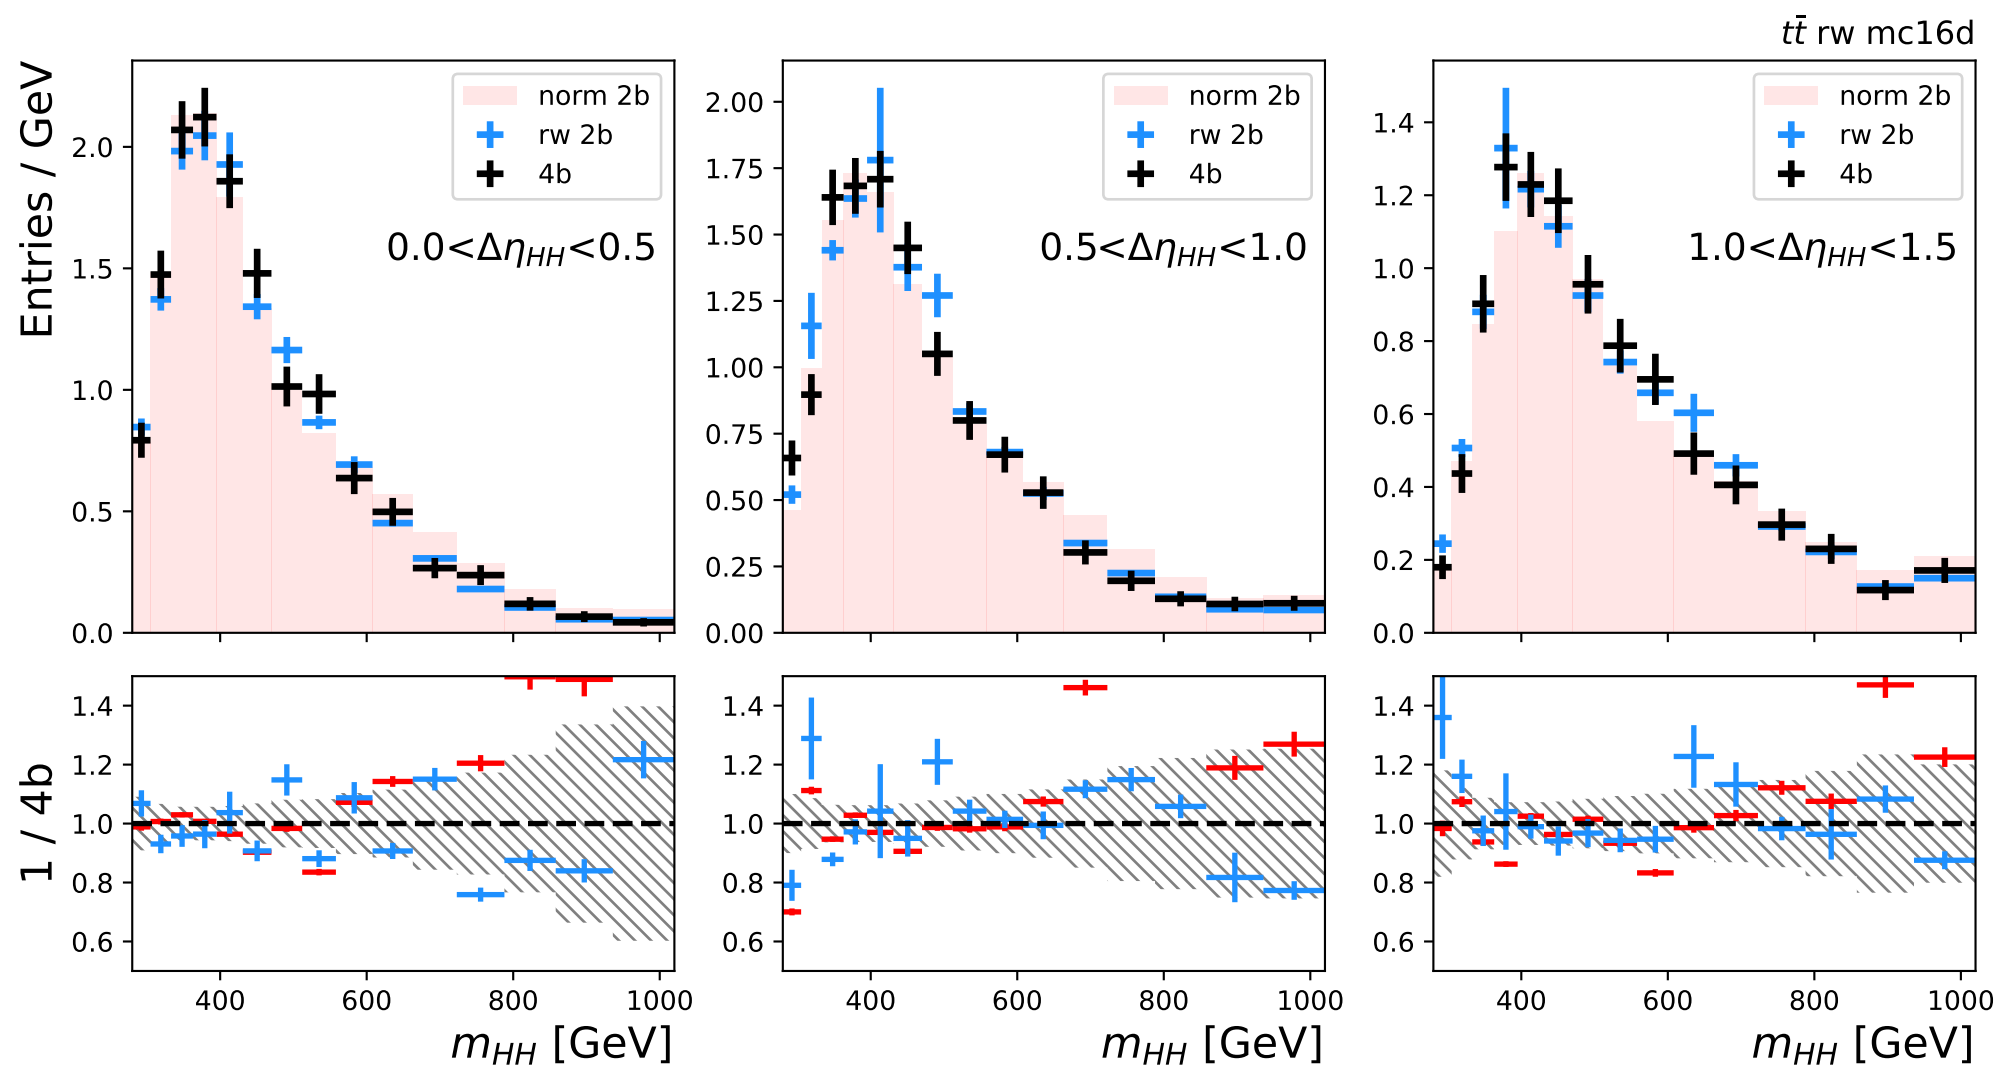 tt̄ rw mc16d
Entries / GeV
2.0
1.5
1.0
0.5
0.0
norm 2b
rw 2b
4b
0.0<Δη_HH<0.5
2.00
1.75
1.50
1.25
1.00
0.75
0.50
0.25
0.00
norm 2b
rw 2b
4b
0.5<Δη_HH<1.0
1.4
1.2
1.0
0.8
0.6
0.4
0.2
0.0
norm 2b
rw 2b
4b
1.0<Δη_HH<1.5
1 / 4b
1.4
1.2
1.0
0.8
0.6
400 600 800 1000
m_HH [GeV]
1.4
1.2
1.0
0.8
0.6
400 600 800 1000
m_HH [GeV]
1.4
1.2
1.0
0.8
0.6
400 600 800 1000
m_HH [GeV]